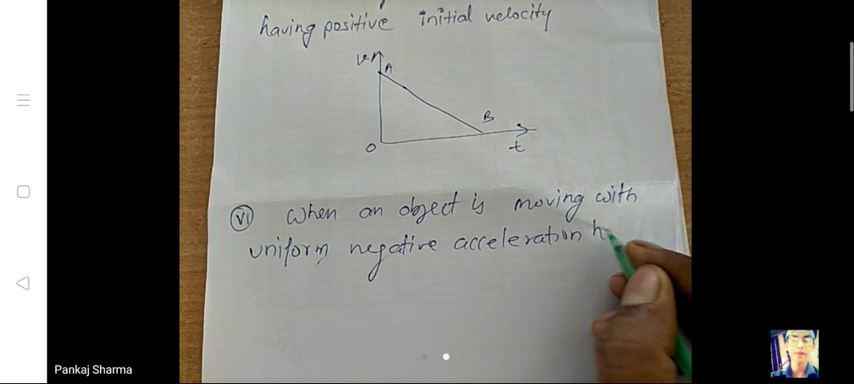 having positive initial velocity
v
A
B
O
t
(VI) When an object is moving with
uniform negative acceleration h
Pankaj Sharma